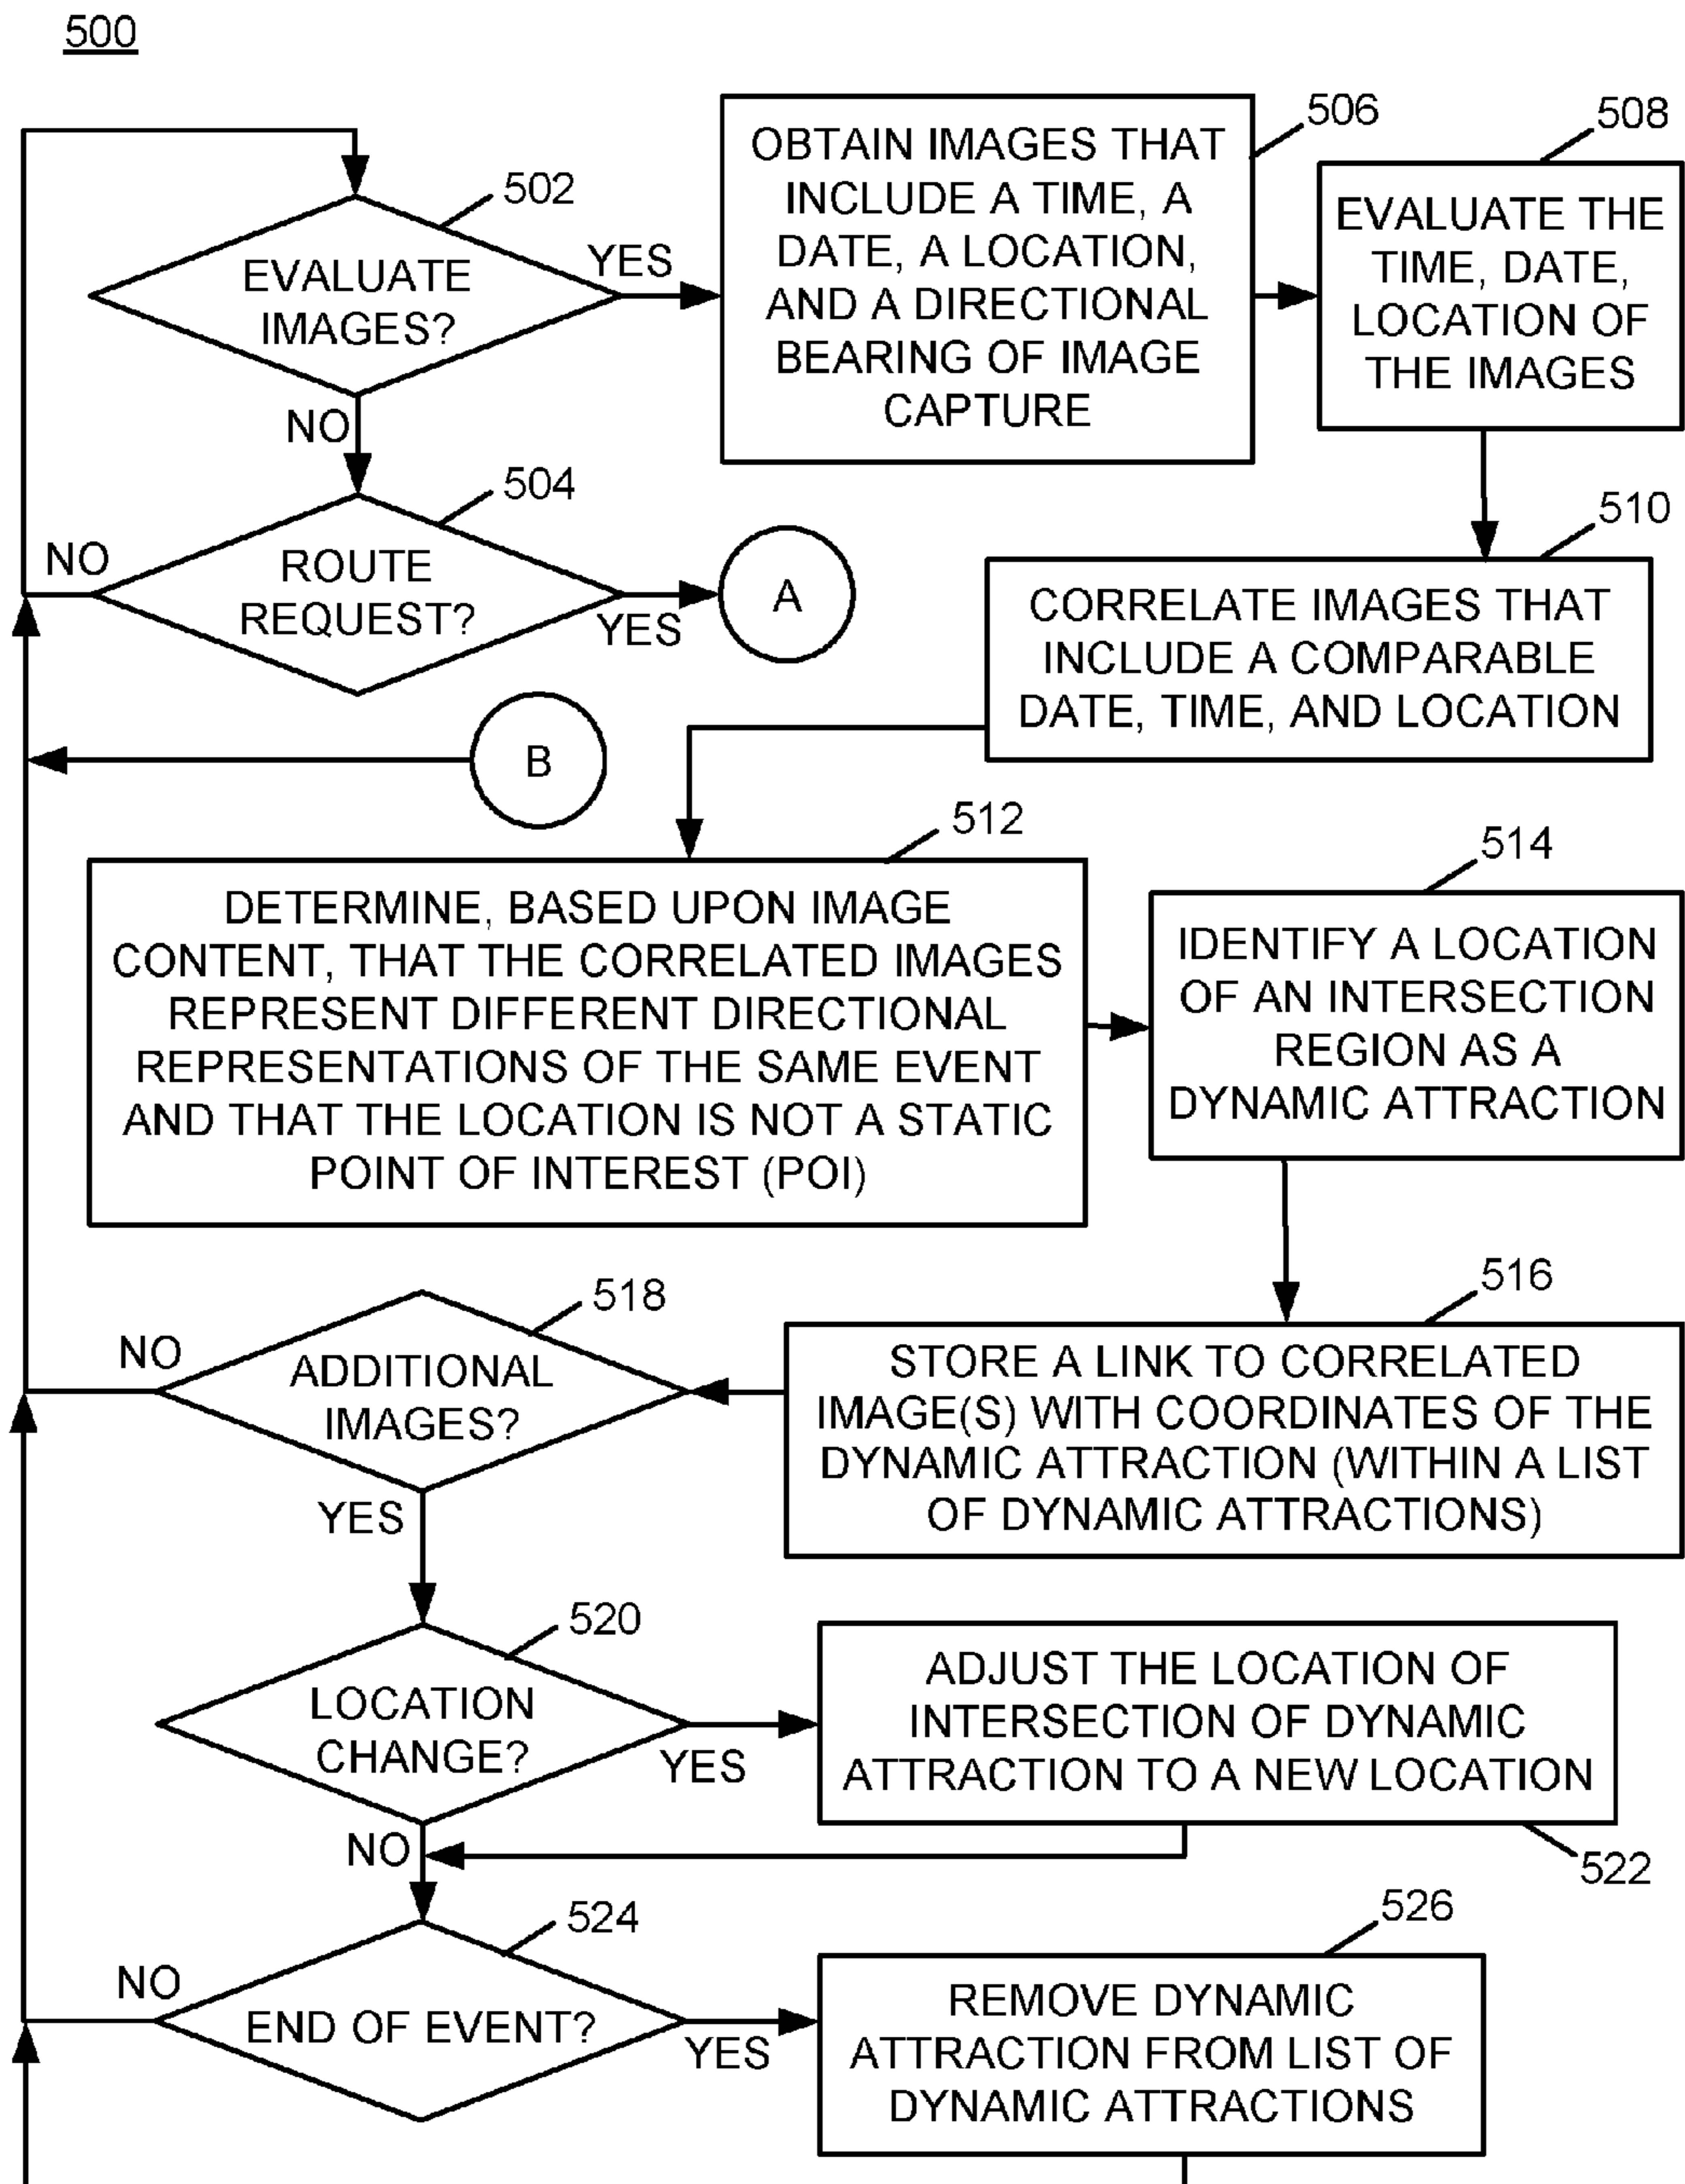 500
502
EVALUATE
IMAGES?
YES
NO
506
OBTAIN IMAGES THAT
INCLUDE A TIME, A
DATE, A LOCATION,
AND A DIRECTIONAL
BEARING OF IMAGE
CAPTURE
508
EVALUATE THE
TIME, DATE,
LOCATION OF
THE IMAGES
504
ROUTE
REQUEST?
NO
YES
A
510
CORRELATE IMAGES THAT
INCLUDE A COMPARABLE
DATE, TIME, AND LOCATION
B
512
DETERMINE, BASED UPON IMAGE
CONTENT, THAT THE CORRELATED IMAGES
REPRESENT DIFFERENT DIRECTIONAL
REPRESENTATIONS OF THE SAME EVENT
AND THAT THE LOCATION IS NOT A STATIC
POINT OF INTEREST (POI)
514
IDENTIFY A LOCATION
OF AN INTERSECTION
REGION AS A
DYNAMIC ATTRACTION
516
STORE A LINK TO CORRELATED
IMAGE(S) WITH COORDINATES OF THE
DYNAMIC ATTRACTION (WITHIN A LIST
OF DYNAMIC ATTRACTIONS)
518
ADDITIONAL
IMAGES?
NO
YES
520
LOCATION
CHANGE?
YES
NO
ADJUST THE LOCATION OF
INTERSECTION OF DYNAMIC
ATTRACTION TO A NEW LOCATION
522
524
END OF EVENT?
NO
YES
526
REMOVE DYNAMIC
ATTRACTION FROM LIST OF
DYNAMIC ATTRACTIONS